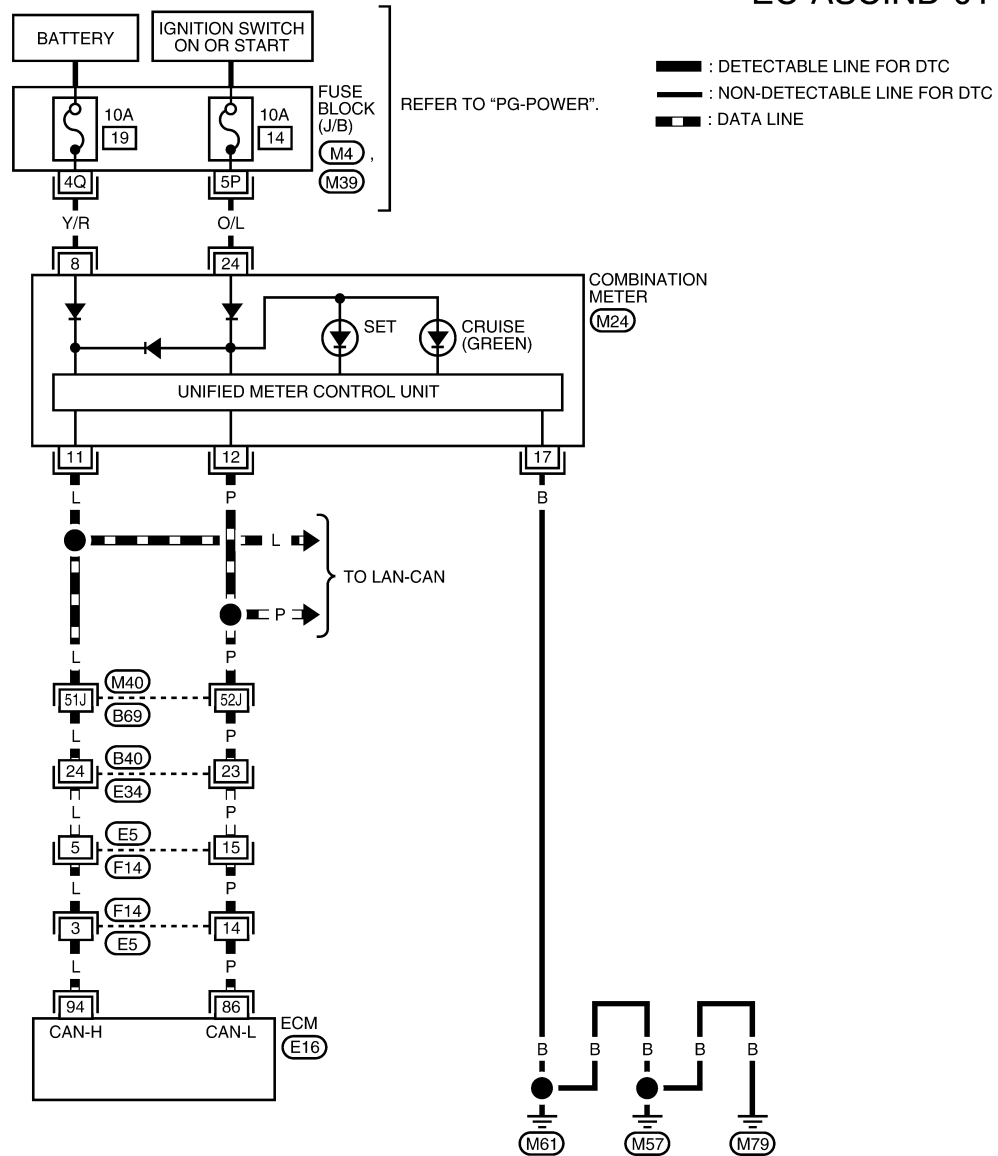 BATTERY
IGNITION SWITCH
ON OR START
: DETECTABLE LINE FOR DTC
: NON-DETECTABLE LINE FOR DTC
: DATA LINE
10A
19
10A
14
FUSE
BLOCK
(J/B)
M4 ,
M39
REFER TO “PG-POWER”.
4Q
5P
Y/R
O/L
8
24
COMBINATION
METER
M24
SET
CRUISE
(GREEN)
UNIFIED METER CONTROL UNIT
11
12
17
L
P
B
L
P
TO LAN-CAN
L
P
51J
M40
B69
52J
L
P
24
B40
E34
23
L
P
5
E5
F14
15
L
P
3
F14
E5
14
L
P
94
86
CAN-H
CAN-L
ECM
E16
B
B
B
B
B
M61
M57
M79